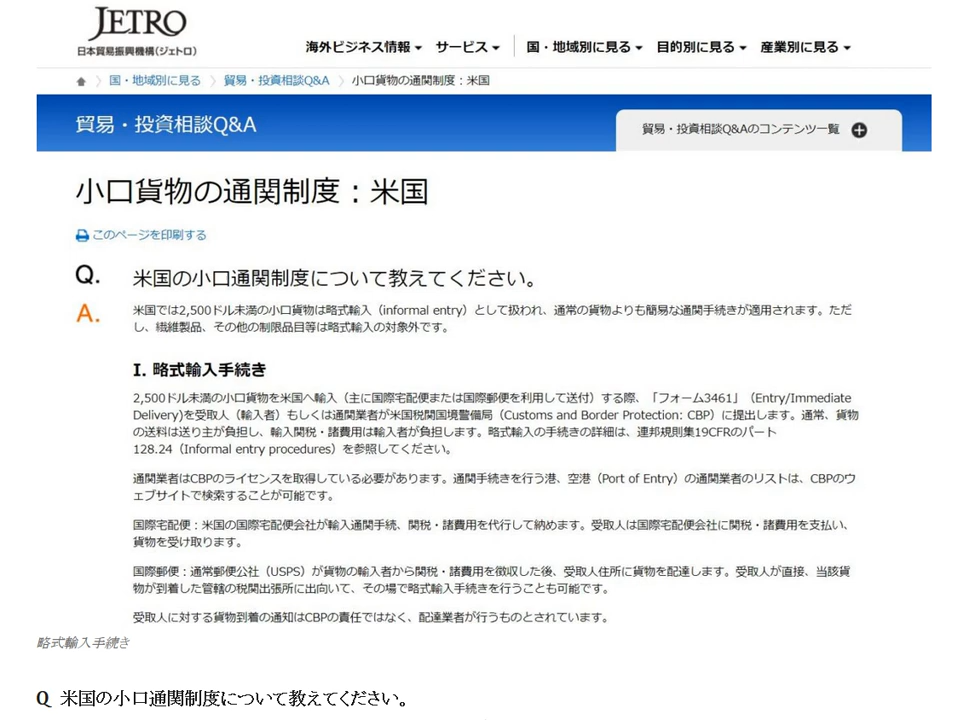 JETRO
日本貿易振興機構(ジェトロ)
海外ビジネス情報 サービス 国・地域別に見る 目的別に見る 産業別に見る
国・地域別に見る 貿易・投資相談Q&A 小口貨物の通関制度：米国
貿易・投資相談Q&A
貿易・投資相談Q&Aのコンテンツ一覧
小口貨物の通関制度：米国
このページを印刷する
Q. 米国の小口通関制度について教えてください。
A. 米国では2,500ドル未満の小口貨物は略式輸入（informal entry）として扱われ、通常の貨物よりも簡易な通関手続きが適用されます。ただ
し、繊維製品、その他の制限品目等は略式輸入の対象外です。
I. 略式輸入手続き
2,500ドル未満の小口貨物を米国へ輸入（主に国際宅配便または国際郵便を利用して送付）する際、「フォーム3461」（Entry/Immediate
Delivery)を受取人（輸入者）もしくは通関業者が米国税関国境警備局（Customs and Border Protection: CBP）に提出します。通常、貨物
の送料は送り主が負担し、輸入関税・諸費用は輸入者が負担します。略式輸入の手続きの詳細は、連邦規則集19CFRのパート
128.24（Informal entry procedures）を参照してください。
通関業者はCBPのライセンスを取得している必要があります。通関手続きを行う港、空港（Port of Entry）の通関業者のリストは、CBPのウ
ェブサイトで検索することが可能です。
国際宅配便：米国の国際宅配便会社が輸入通関手続、関税・諸費用を代行して納めます。受取人は国際宅配便会社に関税・諸費用を支払い、
貨物を受け取ります。
国際郵便：通常郵便公社（USPS）が貨物の輸入者から関税・諸費用を徴収した後、受取人住所に貨物を配達します。受取人が直接、当該貨
物が到着した管轄の税関出張所に出向いて、その場で略式輸入手続きを行うことも可能です。
受取人に対する貨物到着の通知はCBPの責任ではなく、配達業者が行うものとされています。
略式輸入手続き
Q 米国の小口通関制度について教えてください。